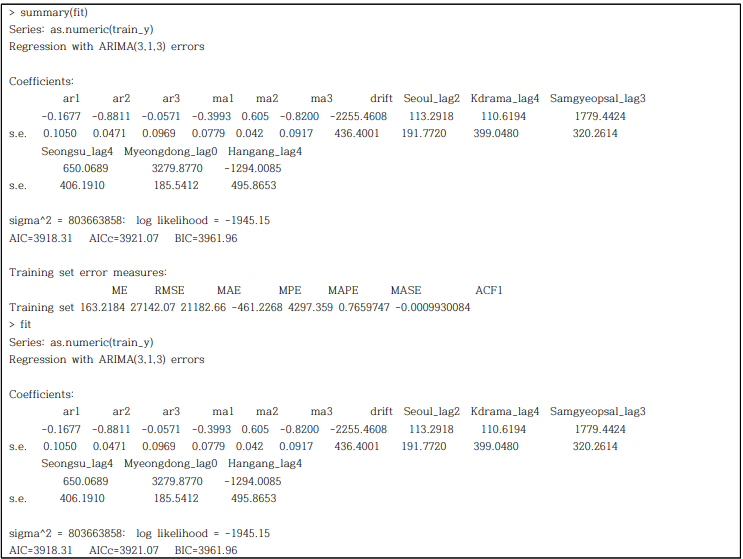 > summary(fit)
Series: as.numeric(train_y)
Regression with ARIMA(3,1,3) errors
Coefficients:
ar1 ar2 ar3 ma1 ma2 ma3 drift Seoul_lag2 Kdrama_lag4 Samgyeopsal_lag3
-0.1677 -0.8811 -0.0571 -0.3993 0.605 -0.8200 -2255.4608 113.2918 110.6194 1779.4424
s.e. 0.1050 0.0471 0.0969 0.0779 0.042 0.0917 436.4001 191.7720 399.0480 320.2614
Seongsu_lag4 Myeongdong_lag0 Hangang_lag4
650.0689 3279.8770 -1294.0085
s.e. 406.1910 185.5412 495.8653
sigma^2 = 803663858: log likelihood = -1945.15
AIC=3918.31 AICc=3921.07 BIC=3961.96
Training set error measures:
ME RMSE MAE MPE MAPE MASE ACF1
Training set 163.2184 27142.07 21182.66 -461.2268 4297.359 0.7659747 -0.0009930084
> fit
Series: as.numeric(train_y)
Regression with ARIMA(3,1,3) errors
Coefficients:
ar1 ar2 ar3 ma1 ma2 ma3 drift Seoul_lag2 Kdrama_lag4 Samgyeopsal_lag3
-0.1677 -0.8811 -0.0571 -0.3993 0.605 -0.8200 -2255.4608 113.2918 110.6194 1779.4424
s.e. 0.1050 0.0471 0.0969 0.0779 0.042 0.0917 436.4001 191.7720 399.0480 320.2614
Seongsu_lag4 Myeongdong_lag0 Hangang_lag4
650.0689 3279.8770 -1294.0085
s.e. 406.1910 185.5412 495.8653
sigma^2 = 803663858: log likelihood = -1945.15
AIC=3918.31 AICc=3921.07 BIC=3961.96